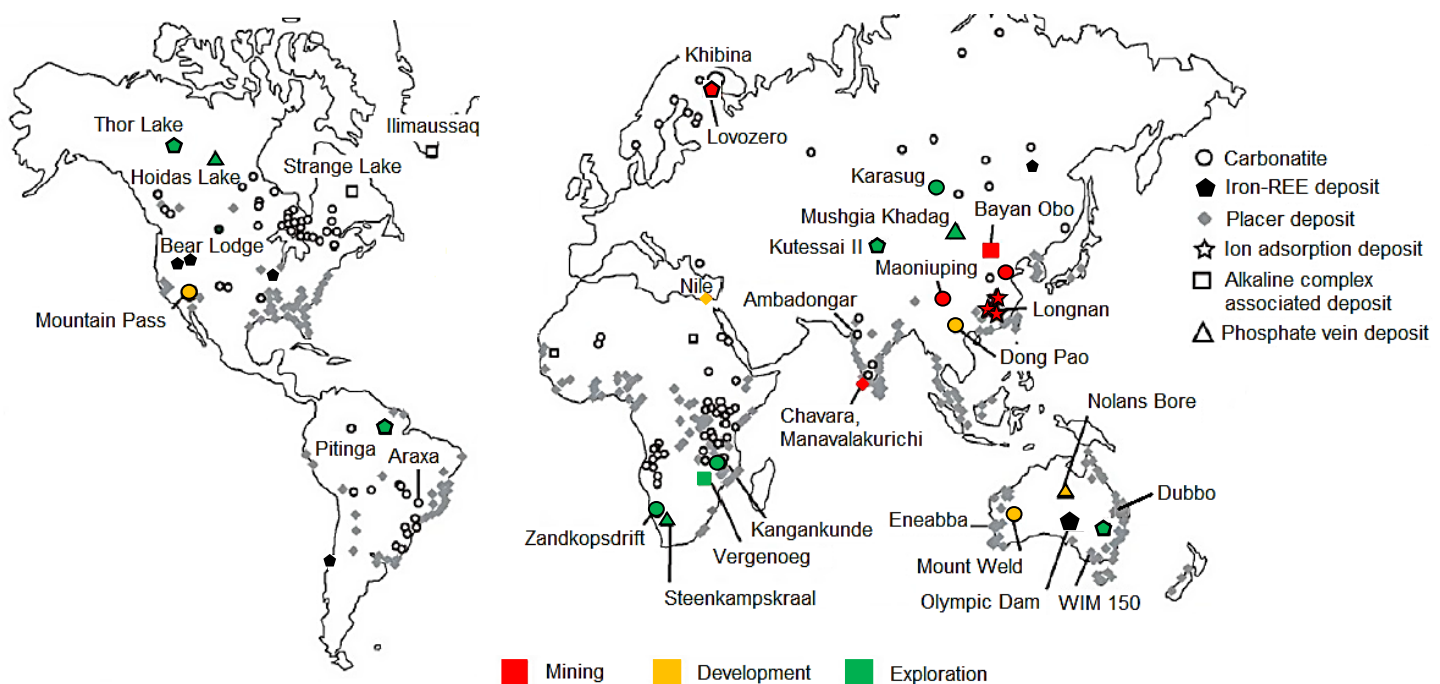 Khibina
Thor Lake
Ilimaussaq
Lovozero
Strange Lake
Hoidas Lake
Carbonatite
Karasug
Iron-REE deposit
Bayan Obo
Mushgia Khadag
Placer deposit
Bear Lodge
Kutessai II
Ion adsorption deposit
Maoniuping
Nile
Alkaline complex
associated deposit
Ambadongar
Longnan
Mountain Pass
Phosphate vein deposit
Dong Pao
Nolans Bore
Chavara,
Manavalakurichi
Pitinga
Araxa
Dubbo
Eneabba
Kangankunde
Zandkopsdrift
Vergenoeg
Mount Weld
Steenkampskraal
Olympic Dam
WIM 150
Mining
Development
Exploration